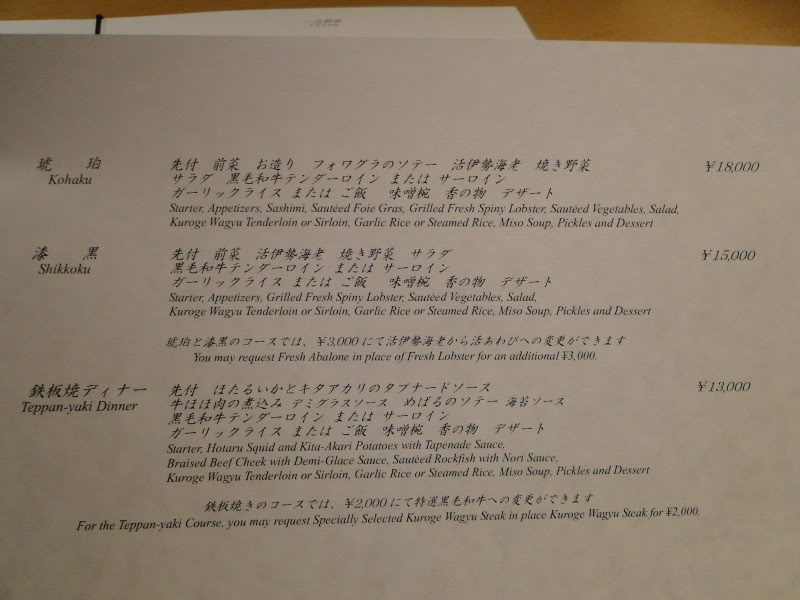 琥珀 先付 前菜 お造り フォワグラのソテー 活伊勢海老 焼き野菜 ¥18,000
Kohaku サラダ 黒毛和牛テンダーロイン または サーロイン
ガーリックライス または ご飯 味噌椀 香の物 デザート
Starter, Appetizers, Sashimi, Sautéed Foie Gras, Grilled Fresh Spiny Lobster, Sautéed Vegetables, Salad,
Kuroge Wagyu Tenderloin or Sirloin, Garlic Rice or Steamed Rice, Miso Soup, Pickles and Dessert
漆黒 先付 前菜 活伊勢海老 焼き野菜 サラダ ¥15,000
Shikkoku 黒毛和牛テンダーロイン または サーロイン
ガーリックライス または ご飯 味噌椀 香の物 デザート
Starter, Appetizers, Grilled Fresh Spiny Lobster, Sautéed Vegetables, Salad,
Kuroge Wagyu Tenderloin or Sirloin, Garlic Rice or Steamed Rice, Miso Soup, Pickles and Dessert
琥珀と漆黒のコースでは、¥3,000にて活伊勢海老から活あわびへの変更ができます
You may request Fresh Abalone in place of Fresh Lobster for an additional ¥3,000.
鉄板焼ディナー 先付 ほたるいかとキタアカリのタプナードソース ¥13,000
Teppan-yaki Dinner 牛ほほ肉の煮込み デミグラスソース めばるのソテー 海苔ソース
黒毛和牛テンダーロイン または サーロイン
ガーリックライス または ご飯 味噌椀 香の物 デザート
Starter, Hotaru Squid and Kita-Akari Potatoes with Tapenade Sauce,
Braised Beef Cheek with Demi-Glace Sauce, Sautéed Rockfish with Nori Sauce,
Kuroge Wagyu Tenderloin or Sirloin, Garlic Rice or Steamed Rice, Miso Soup, Pickles and Dessert
鉄板焼きのコースでは、¥2,000にて特選黒毛和牛への変更ができます
For the Teppan-yaki Course, you may request Specially Selected Kuroge Wagyu Steak in place Kuroge Wagyu Steak for ¥2,000.